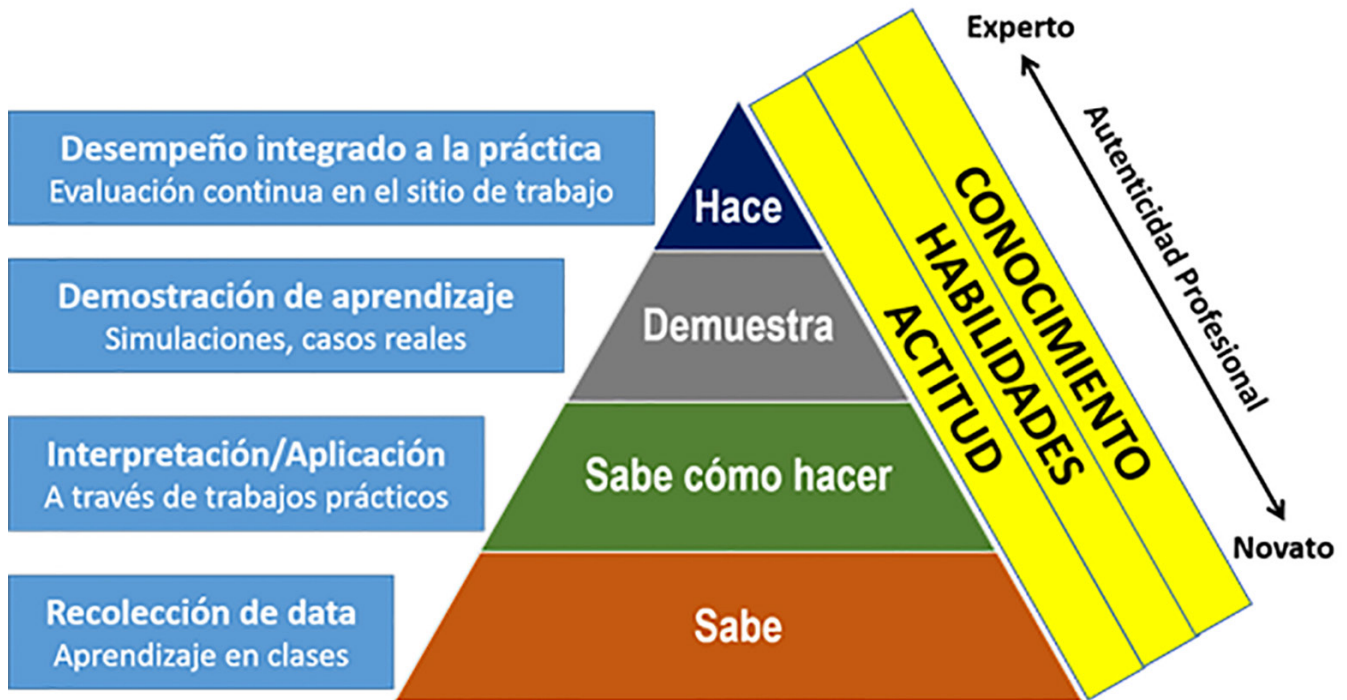 Experto
Autenticidad Profesional
Novato
CONOCIMIENTO
HABILIDADES
ACTITUD
Desempeño integrado a la práctica
Evaluación continua en el sitio de trabajo
Hace
Demostración de aprendizaje
Simulaciones, casos reales
Demuestra
Interpretación/Aplicación
A través de trabajos prácticos
Sabe cómo hacer
Recolección de data
Aprendizaje en clases
Sabe